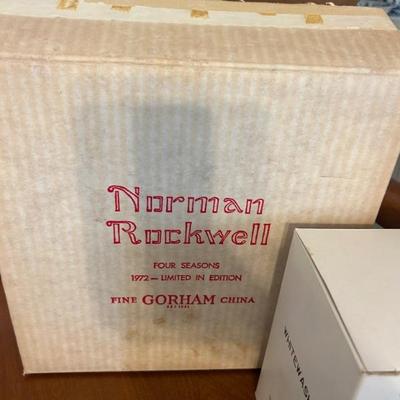 Norman
Rockwell
FOUR SEASONS
1972 — LIMITED IN EDITION
FINE GORHAM CHINA